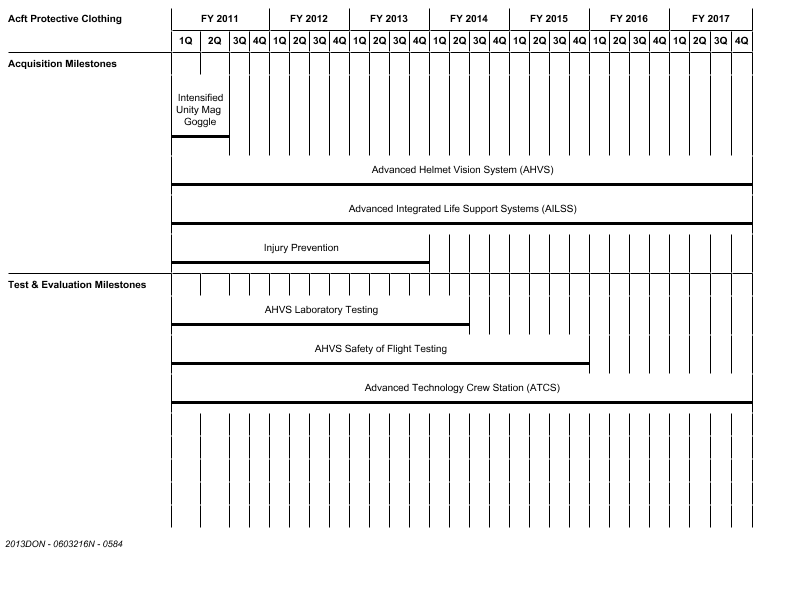 Acft Protective Clothing FY 2011 FY 2012 FY 2013 FY 2014 FY 2015 FY 2016 FY 2017
1Q 2Q 3Q 4Q 1Q 2Q 3Q 4Q 1Q 2Q 3Q 4Q 1Q 2Q 3Q 4Q 1Q 2Q 3Q 4Q 1Q 2Q 3Q 4Q 1Q 2Q 3Q 4Q
Acquisition Milestones
Intensified
Unity Mag
Goggle
Advanced Helmet Vision System (AHVS)
Advanced Integrated Life Support Systems (AILSS)
Injury Prevention
Test & Evaluation Milestones
AHVS Laboratory Testing
AHVS Safety of Flight Testing
Advanced Technology Crew Station (ATCS)
2013DON - 0603216N - 0584